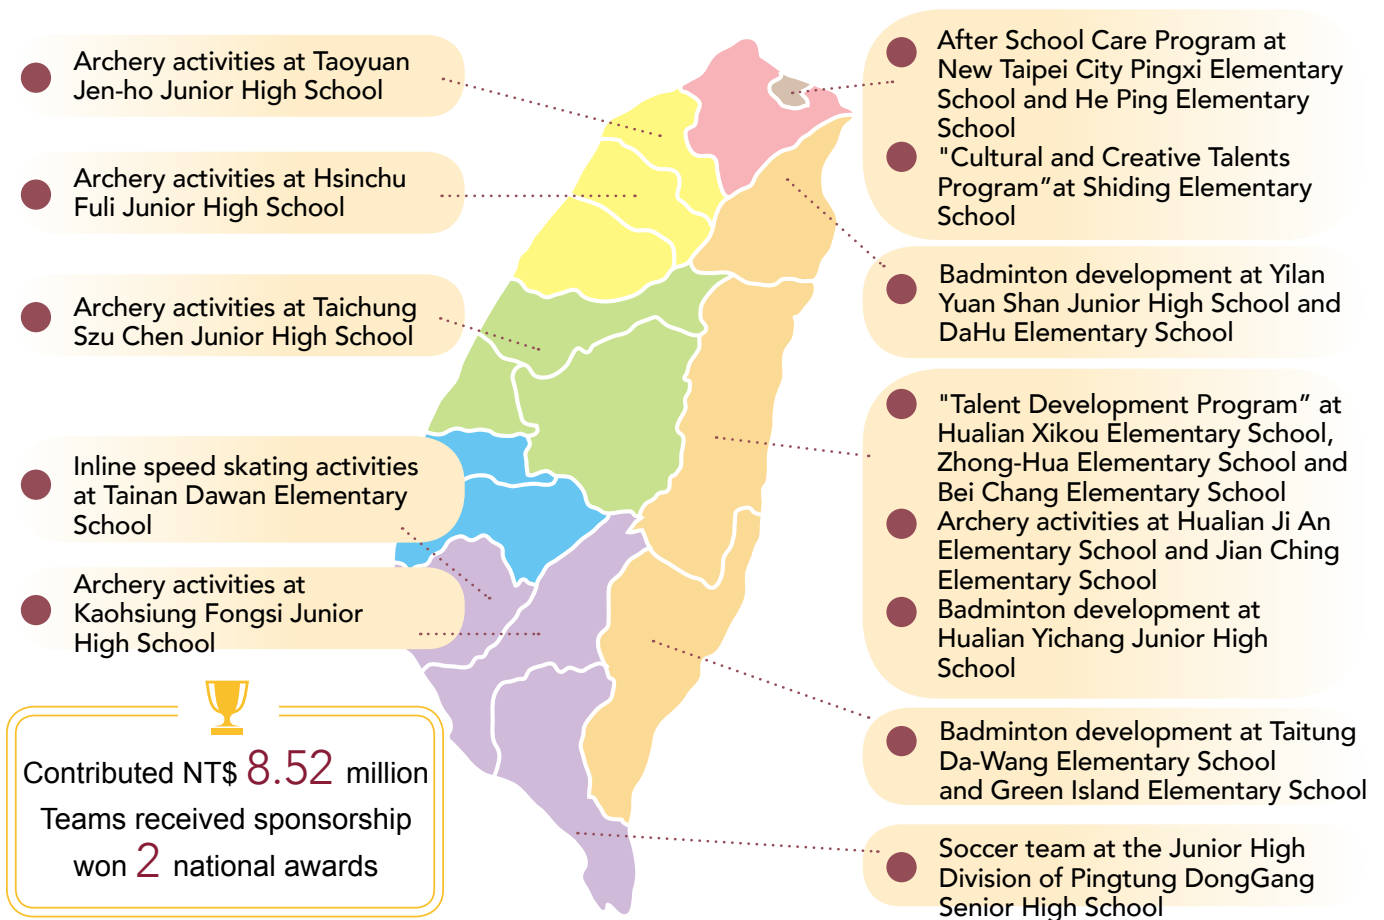 Archery activities at Taoyuan
Jen-ho Junior High School
Archery activities at Hsinchu
Fuli Junior High School
Archery activities at Taichung
Szu Chen Junior High School
Inline speed skating activities
at Tainan Dawan Elementary
School
Archery activities at
Kaohsiung Fongsi Junior
High School
Contributed NT$ 8.52 million
Teams received sponsorship
won 2 national awards
After School Care Program at
New Taipei City Pingxi Elementary
School and He Ping Elementary
School
"Cultural and Creative Talents
Program”at Shiding Elementary
School
Badminton development at Yilan
Yuan Shan Junior High School and
DaHu Elementary School
"Talent Development Program” at
Hualian Xikou Elementary School,
Zhong-Hua Elementary School and
Bei Chang Elementary School
Archery activities at Hualian Ji An
Elementary School and Jian Ching
Elementary School
Badminton development at
Hualian Yichang Junior High
School
Badminton development at Taitung
Da-Wang Elementary School
and Green Island Elementary School
Soccer team at the Junior High
Division of Pingtung DongGang
Senior High School